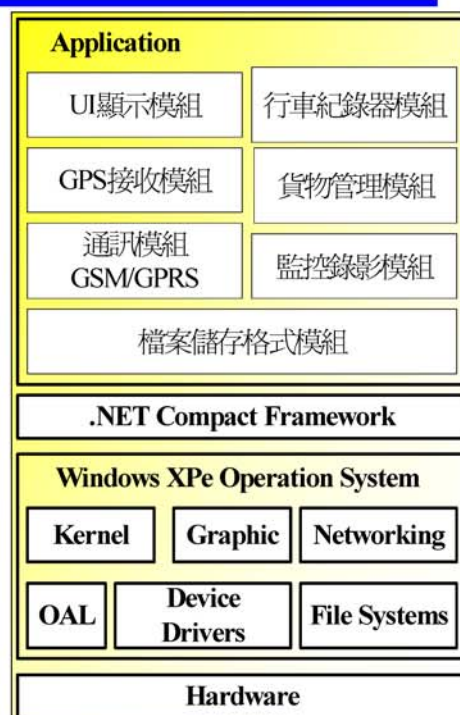 Application
UI顯示模組
行車紀錄器模組
GPS接收模組
貨物管理模組
通訊模組
GSM/GPRS
監控錄影模組
檔案儲存格式模組
.NET Compact Framework
Windows XPe Operation System
Kernel
Graphic
Networking
OAL
Device
Drivers
File Systems
Hardware